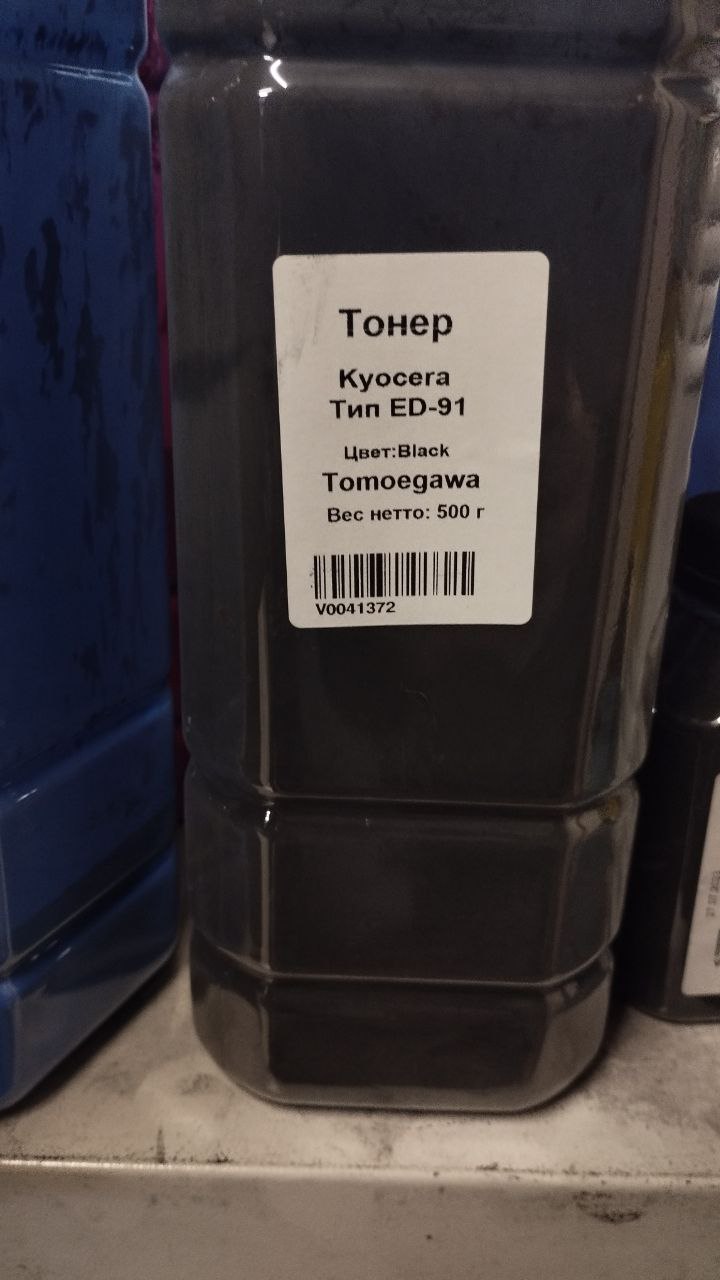 Тонер
Kyocera
Тип ED-91
Цвет:Black
Tomoegawa
Вес нетто: 500 г
V0041372